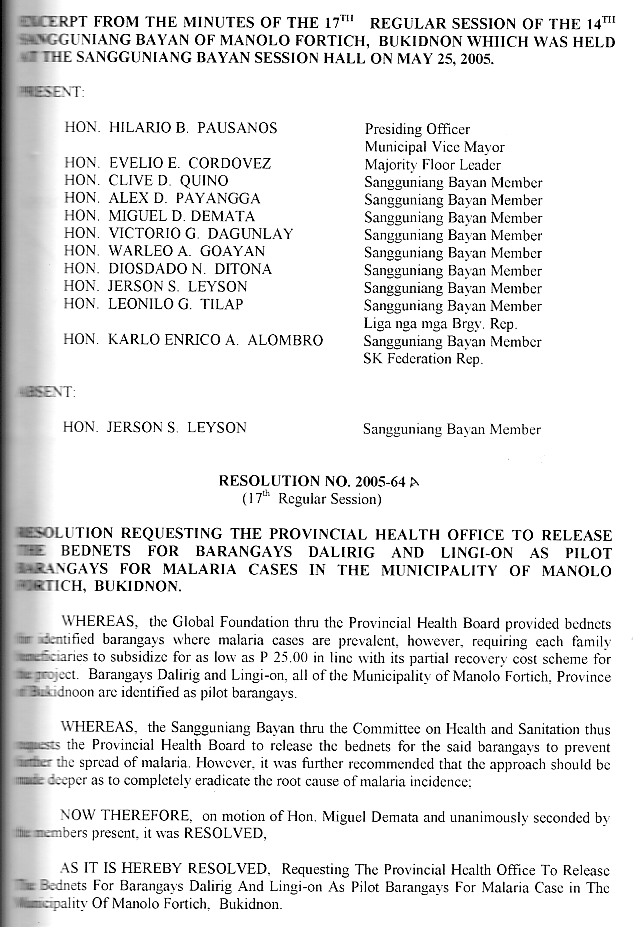 EXCERPT FROM THE MINUTES OF THE 17TH REGULAR SESSION OF THE 14TH
SANGGUNIANG BAYAN OF MANOLO FORTICH, BUKIDNON WHIICH WAS HELD
AT THE SANGGUNIANG BAYAN SESSION HALL ON MAY 25, 2005.
PRESENT:
HON. HILARIO B. PAUSANOS Presiding Officer
Municipal Vice Mayor
HON. EVELIO E. CORDOVEZ Majority Floor Leader
HON. CLIVE D. QUINO Sangguniang Bayan Member
HON. ALEX D. PAYANGGA Sangguniang Bayan Member
HON. MIGUEL D. DEMATA Sangguniang Bayan Member
HON. VICTORIO G. DAGUNLAY Sangguniang Bayan Member
HON. WARLEO A. GOAYAN Sangguniang Bayan Member
HON. DIOSDADO N. DITONA Sangguniang Bayan Member
HON. JERSON S. LEYSON Sangguniang Bayan Member
HON. LEONILO G. TILAP Sangguniang Bayan Member
Liga nga mga Brgy. Rep.
HON. KARLO ENRICO A. ALOMBRO Sangguniang Bayan Member
SK Federation Rep.
ABSENT:
HON. JERSON S. LEYSON Sangguniang Bayan Member
RESOLUTION NO. 2005-64 A
(17th Regular Session)
RESOLUTION REQUESTING THE PROVINCIAL HEALTH OFFICE TO RELEASE
THE BEDNETS FOR BARANGAYS DALIRIG AND LINGI-ON AS PILOT
BARANGAYS FOR MALARIA CASES IN THE MUNICIPALITY OF MANOLO
FORTICH, BUKIDNON.
WHEREAS, the Global Foundation thru the Provincial Health Board provided bednets
for identified barangays where malaria cases are prevalent, however, requiring each family
beneficiaries to subsidize for as low as P 25.00 in line with its partial recovery cost scheme for
the project. Barangays Dalirig and Lingi-on, all of the Municipality of Manolo Fortich, Province
of Bukidnoon are identified as pilot barangays.
WHEREAS, the Sangguniang Bayan thru the Committee on Health and Sanitation thus
requests the Provincial Health Board to release the bednets for the said barangays to prevent
further the spread of malaria. However, it was further recommended that the approach should be
made deeper as to completely eradicate the root cause of malaria incidence;
NOW THEREFORE, on motion of Hon. Miguel Demata and unanimously seconded by
the members present, it was RESOLVED,
AS IT IS HEREBY RESOLVED, Requesting The Provincial Health Office To Release
The Bednets For Barangays Dalirig And Lingi-on As Pilot Barangays For Malaria Case in The
Municipality Of Manolo Fortich, Bukidnon.